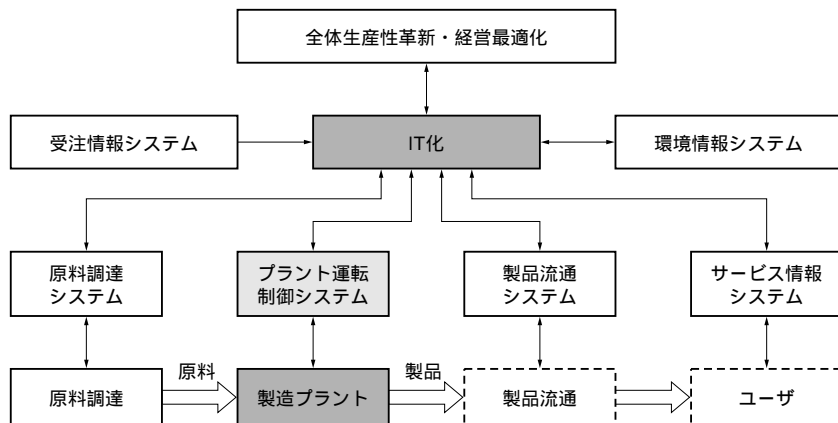 全体生産性革新・経営最適化
受注情報システム
IT化
環境情報システム
原料調達
システム
プラント運転
制御システム
製品流通
システム
サービス情報
システム
原料調達
原料
製造プラント
製品
製品流通
ユーザ